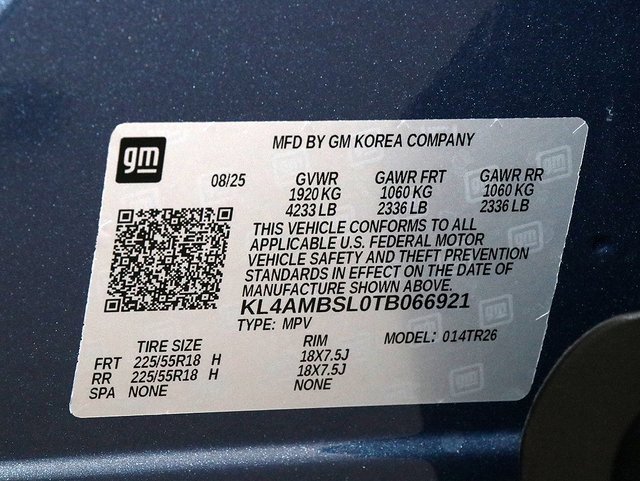 gm
MFD BY GM KOREA COMPANY
08/25 GVWR GAWR FRT GAWR RR
1920 KG 1060 KG 1060 KG
4233 LB 2336 LB 2336 LB
THIS VEHICLE CONFORMS TO ALL
APPLICABLE U.S. FEDERAL MOTOR
VEHICLE SAFETY AND THEFT PREVENTION
STANDARDS IN EFFECT ON THE DATE OF
MANUFACTURE SHOWN ABOVE.
KL4AMBSL0TB066921
TYPE: MPV MODEL: 014TR26
TIRE SIZE RIM
FRT 225/55R18 H 18X7.5J
RR 225/55R18 H 18X7.5J
SPA NONE NONE